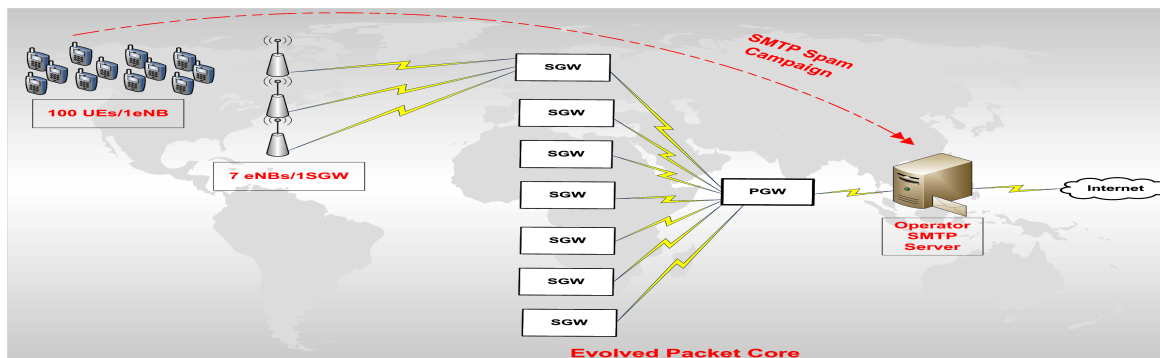 SMTP Spam
Campaign
100 UEs/1eNB
7 eNBs/1SGW
SGW
SGW
SGW
SGW
SGW
SGW
SGW
PGW
Operator
SMTP
Server
Internet
Evolved Packet Core